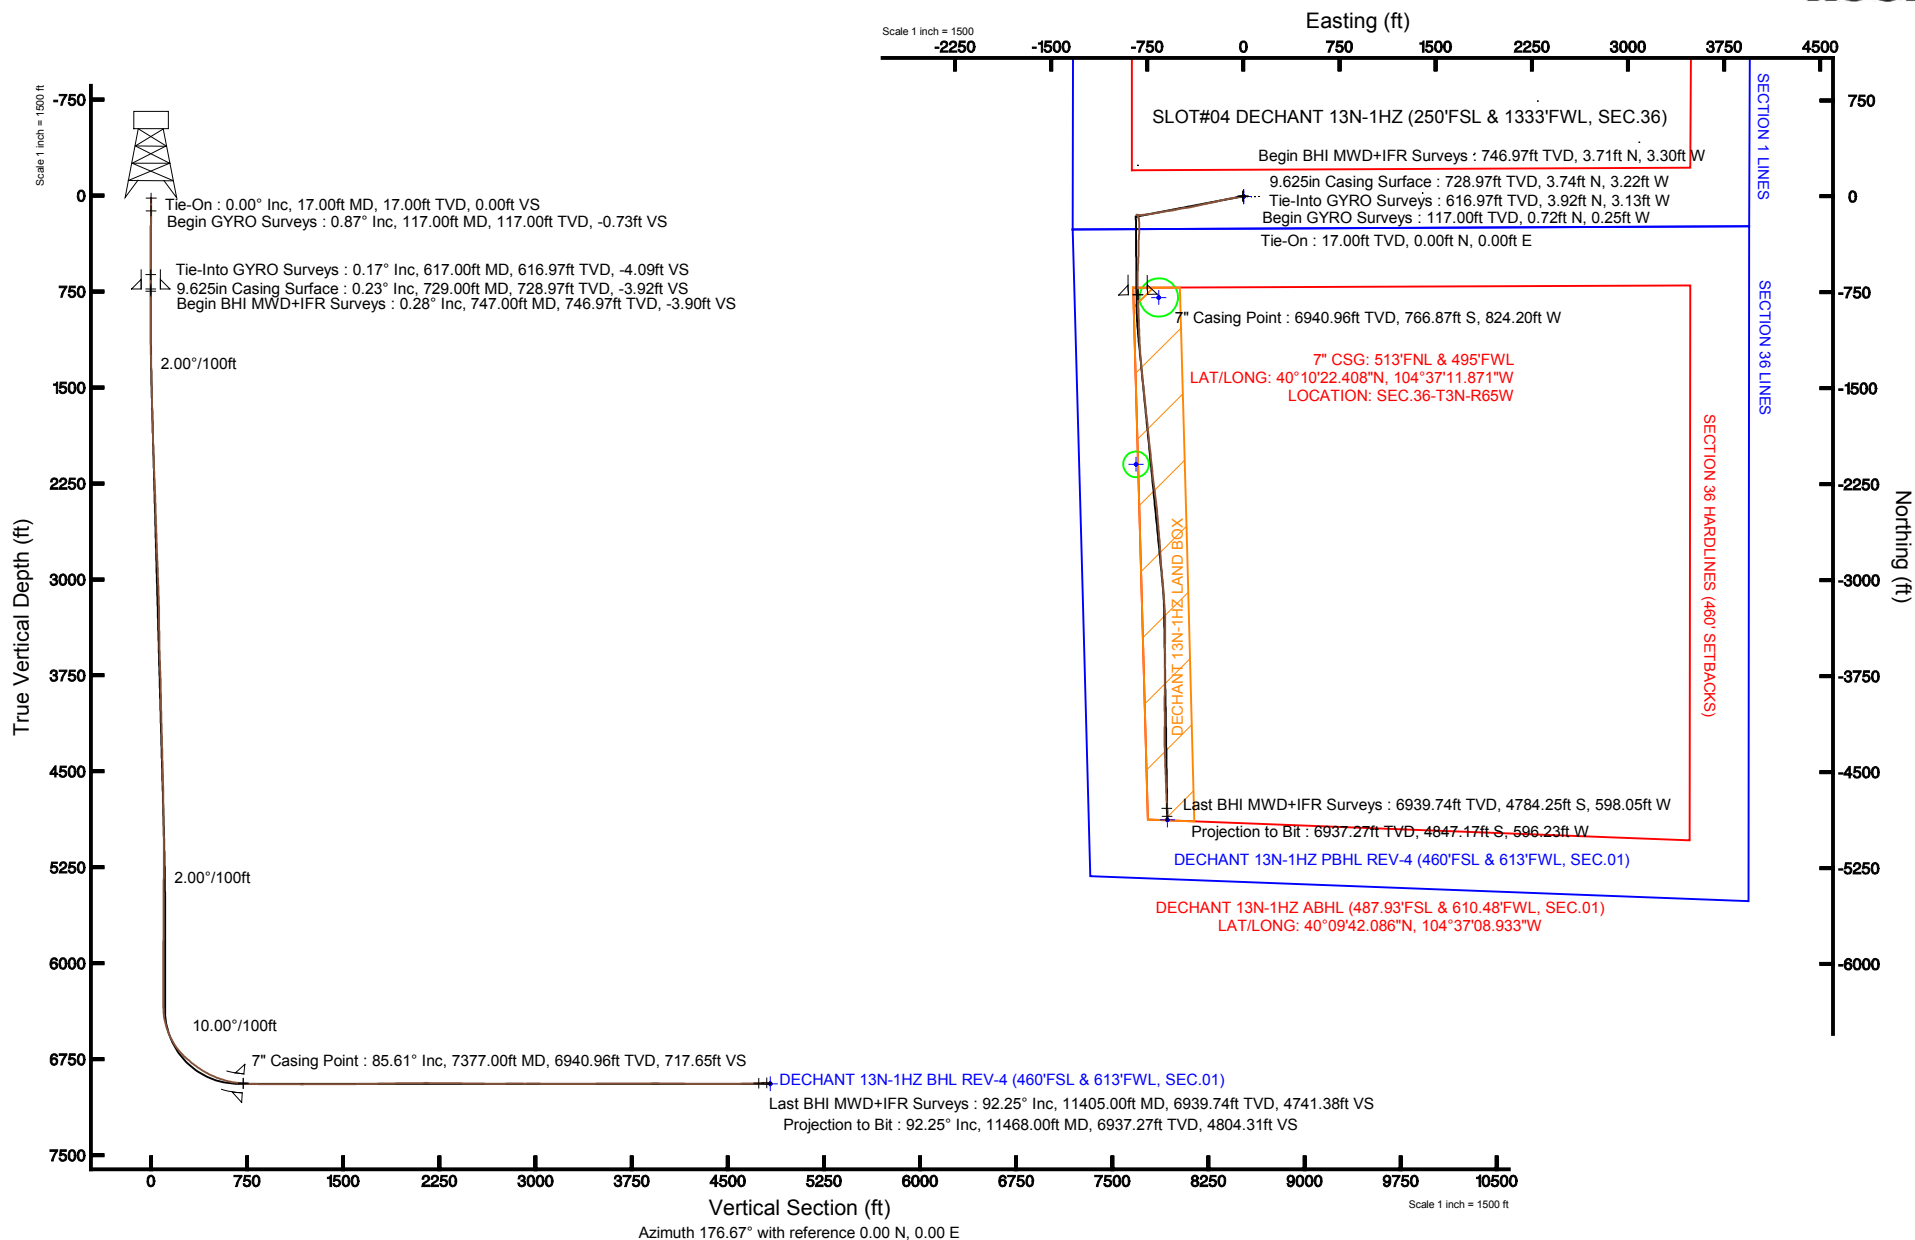 Easting (ft)
Scale 1 inch = 1500
-2250 -1500 -750 0 750 1500 2250 3000 3750 4500
Scale 1 inch = 1500 ft
-750
0
750
1500
2250
3000
3750
4500
5250
6000
6750
7500
True Vertical Depth (ft)
Tie-On : 0.00° Inc, 17.00ft MD, 17.00ft TVD, 0.00ft VS
Begin GYRO Surveys : 0.87° Inc, 117.00ft MD, 117.00ft TVD, -0.73ft VS
Tie-Into GYRO Surveys : 0.17° Inc, 617.00ft MD, 616.97ft TVD, -4.09ft VS
9.625in Casing Surface : 0.23° Inc, 729.00ft MD, 728.97ft TVD, -3.92ft VS
Begin BHI MWD+IFR Surveys : 0.28° Inc, 747.00ft MD, 746.97ft TVD, -3.90ft VS
2.00°/100ft
2.00°/100ft
10.00°/100ft
7" Casing Point : 85.61° Inc, 7377.00ft MD, 6940.96ft TVD, 717.65ft VS
DECHANT 13N-1HZ BHL REV-4 (460'FSL & 613'FWL, SEC.01)
Last BHI MWD+IFR Surveys : 92.25° Inc, 11405.00ft MD, 6939.74ft TVD, 4741.38ft VS
Projection to Bit : 92.25° Inc, 11468.00ft MD, 6937.27ft TVD, 4804.31ft VS
0 750 1500 2250 3000 3750 4500 5250 6000 6750 7500 8250 9000 9750 10500
Vertical Section (ft)
Scale 1 inch = 1500 ft
Azimuth 176.67° with reference 0.00 N, 0.00 E
SLOT#04 DECHANT 13N-1HZ (250'FSL & 1333'FWL, SEC.36)
Begin BHI MWD+IFR Surveys : 746.97ft TVD, 3.71ft N, 3.30ft W
9.625in Casing Surface : 728.97ft TVD, 3.74ft N, 3.22ft W
Tie-Into GYRO Surveys : 616.97ft TVD, 3.92ft N, 3.13ft W
Begin GYRO Surveys : 117.00ft TVD, 0.72ft N, 0.25ft W
Tie-On : 17.00ft TVD, 0.00ft N, 0.00ft E
7" Casing Point : 6940.96ft TVD, 766.87ft S, 824.20ft W
7" CSG: 513'FNL & 495'FWL
LAT/LONG: 40°10'22.408"N, 104°37'11.871"W
LOCATION: SEC.36-T3N-R65W
DECHANT 13N-1HZ LAND BOX
SECTION 1 LINES
SECTION 36 LINES
SECTION 36 HARDLINES (460' SETBACKS)
Last BHI MWD+IFR Surveys : 6939.74ft TVD, 4784.25ft S, 598.05ft W
Projection to Bit : 6937.27ft TVD, 4847.17ft S, 596.23ft W
DECHANT 13N-1HZ PBHL REV-4 (460'FSL & 613'FWL, SEC.01)
DECHANT 13N-1HZ ABHL (487.93'FSL & 610.48'FWL, SEC.01)
LAT/LONG: 40°09'42.086"N, 104°37'08.933"W
750
0
-750
-1500
-2250
-3000
-3750
-4500
-5250
-6000
Northing (ft)